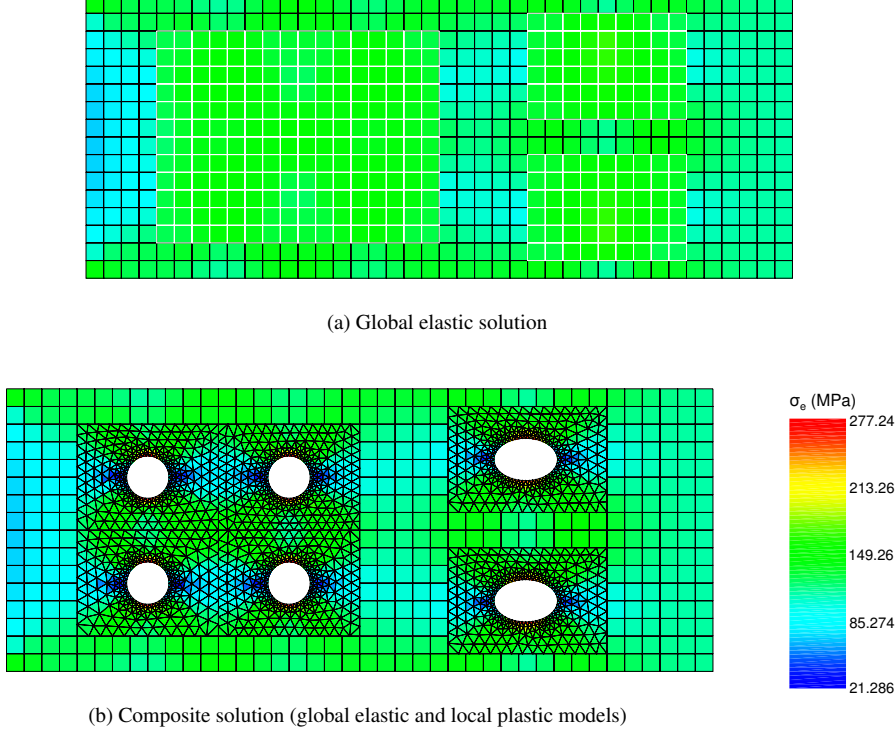 (a) Global elastic solution
σe (MPa)
277.24
213.26
149.26
85.274
21.286
(b) Composite solution (global elastic and local plastic models)